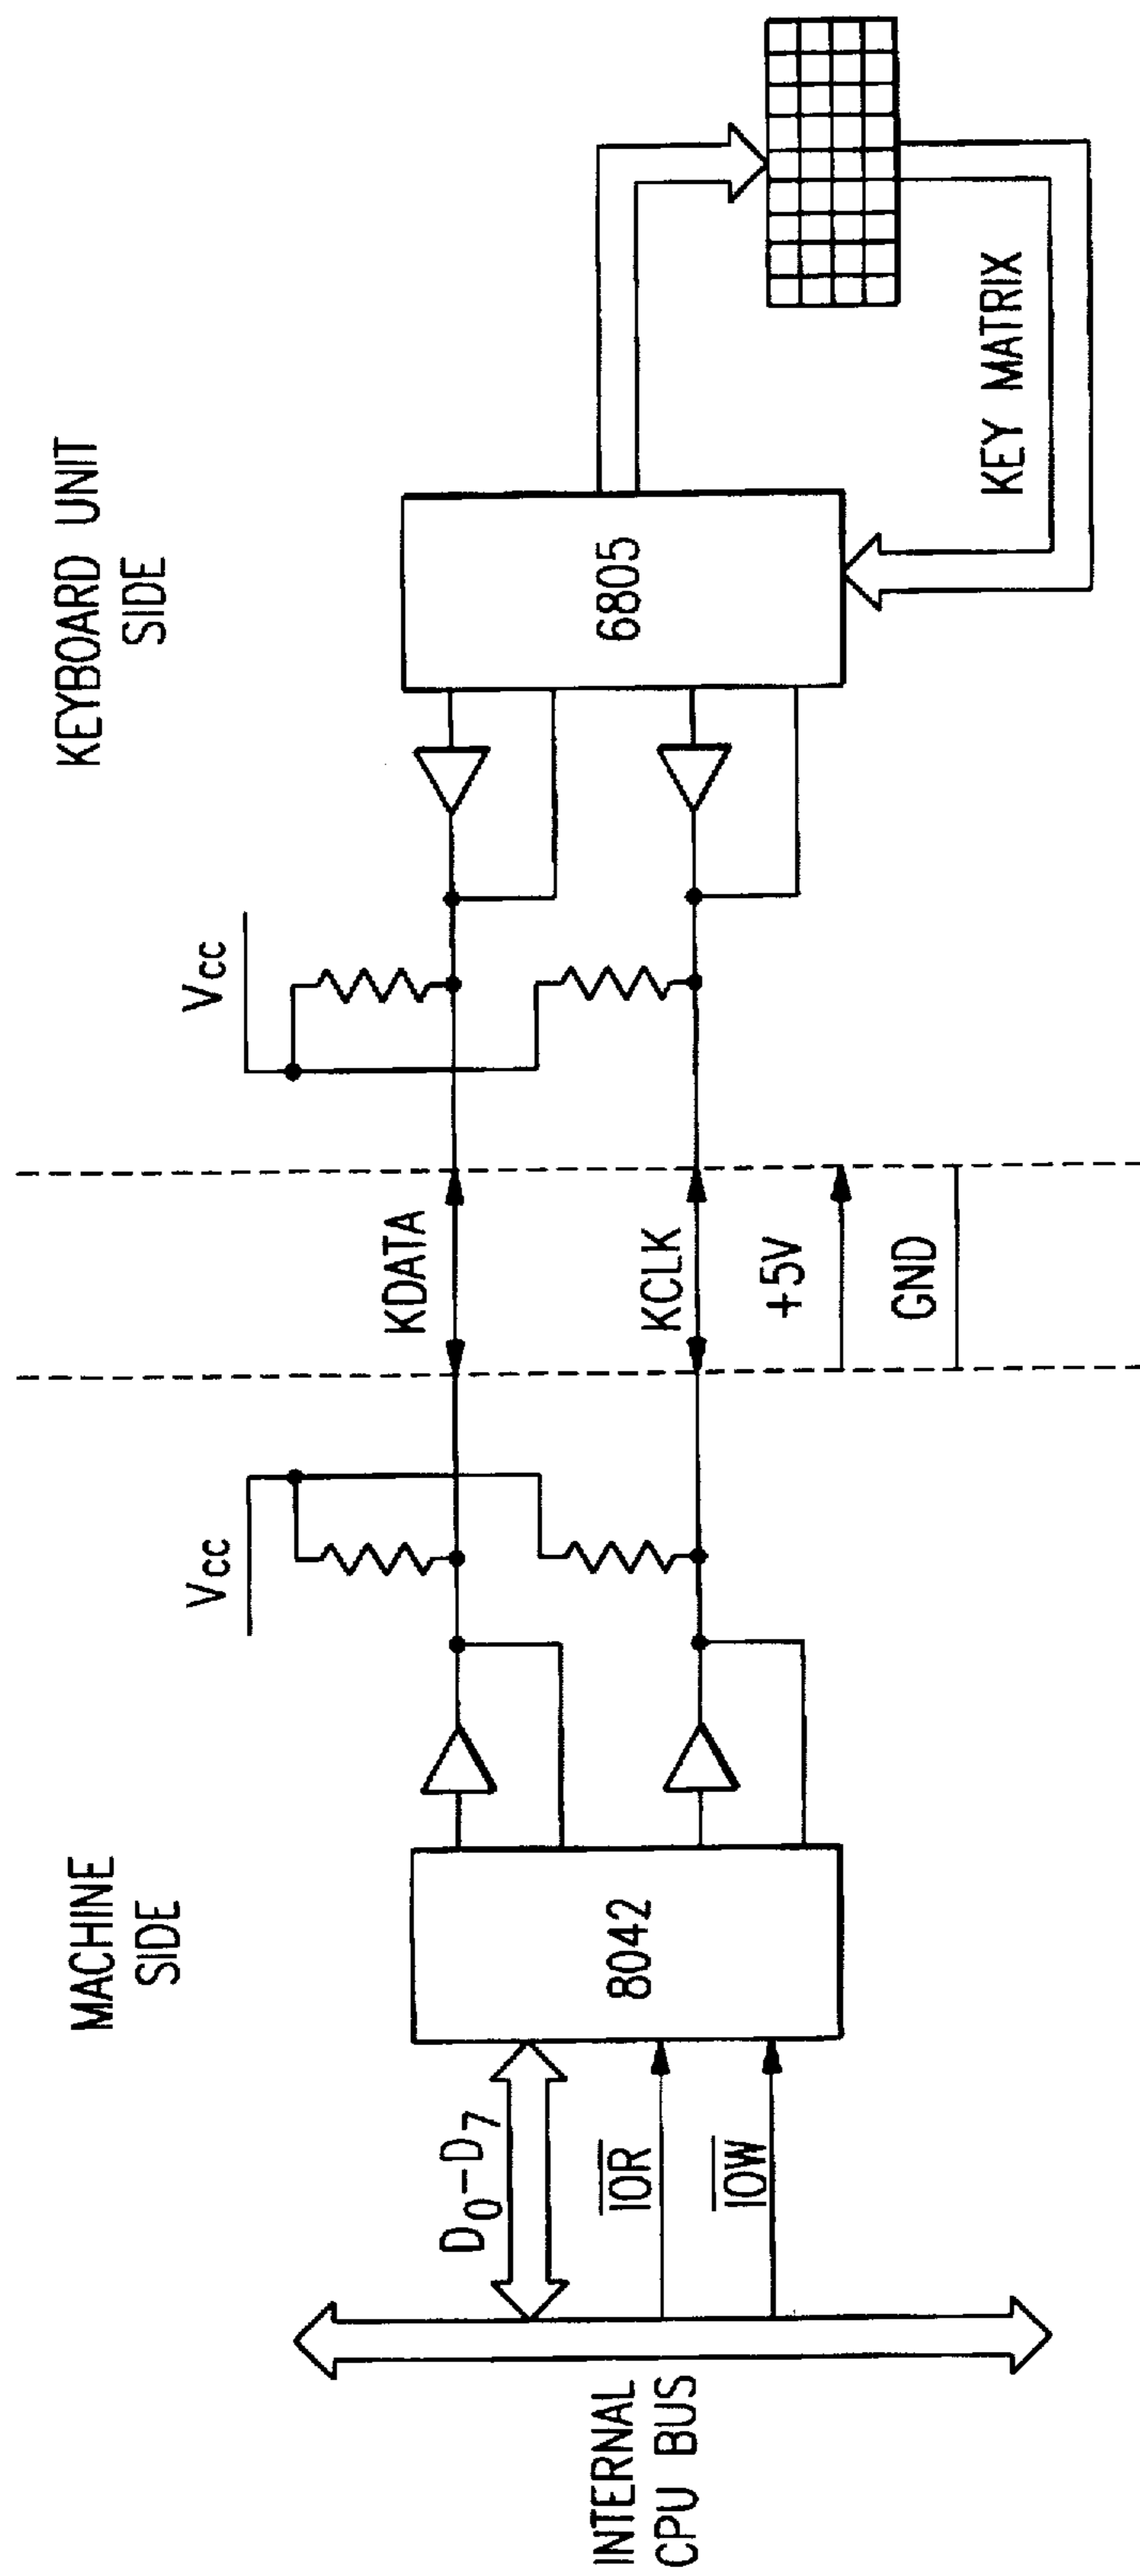 MACHINE
SIDE
KEYBOARD UNIT
SIDE
Vcc
Vcc
D0-D7
KDATA
8042
6805
IOR
KCLK
IOW
+5V
INTERNAL
CPU BUS
GND
KEY MATRIX